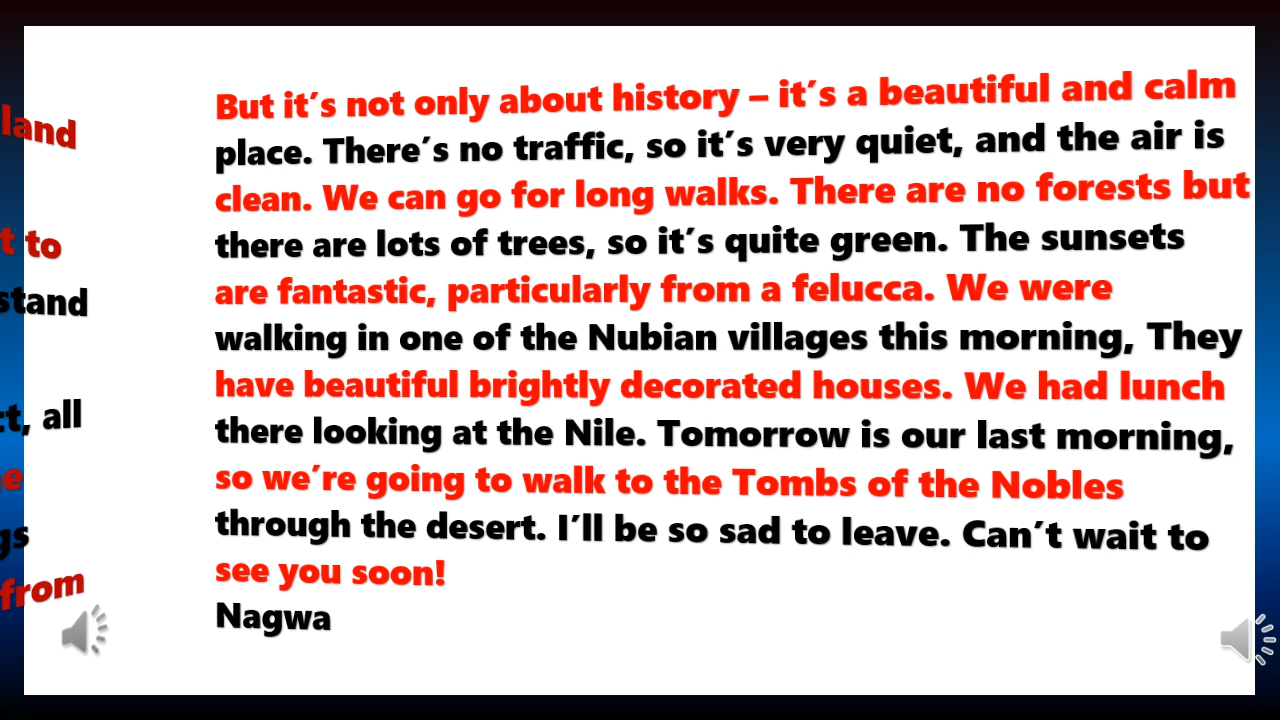 land
to
stand
all
from
But it's not only about history – it's a beautiful and calm
place. There's no traffic, so it's very quiet, and the air is
clean. We can go for long walks. There are no forests but
there are lots of trees, so it's quite green. The sunsets
are fantastic, particularly from a felucca. We were
walking in one of the Nubian villages this morning, They
have beautiful brightly decorated houses. We had lunch
there looking at the Nile. Tomorrow is our last morning,
so we're going to walk to the Tombs of the Nobles
through the desert. I'll be so sad to leave. Can't wait to
see you soon!
Nagwa